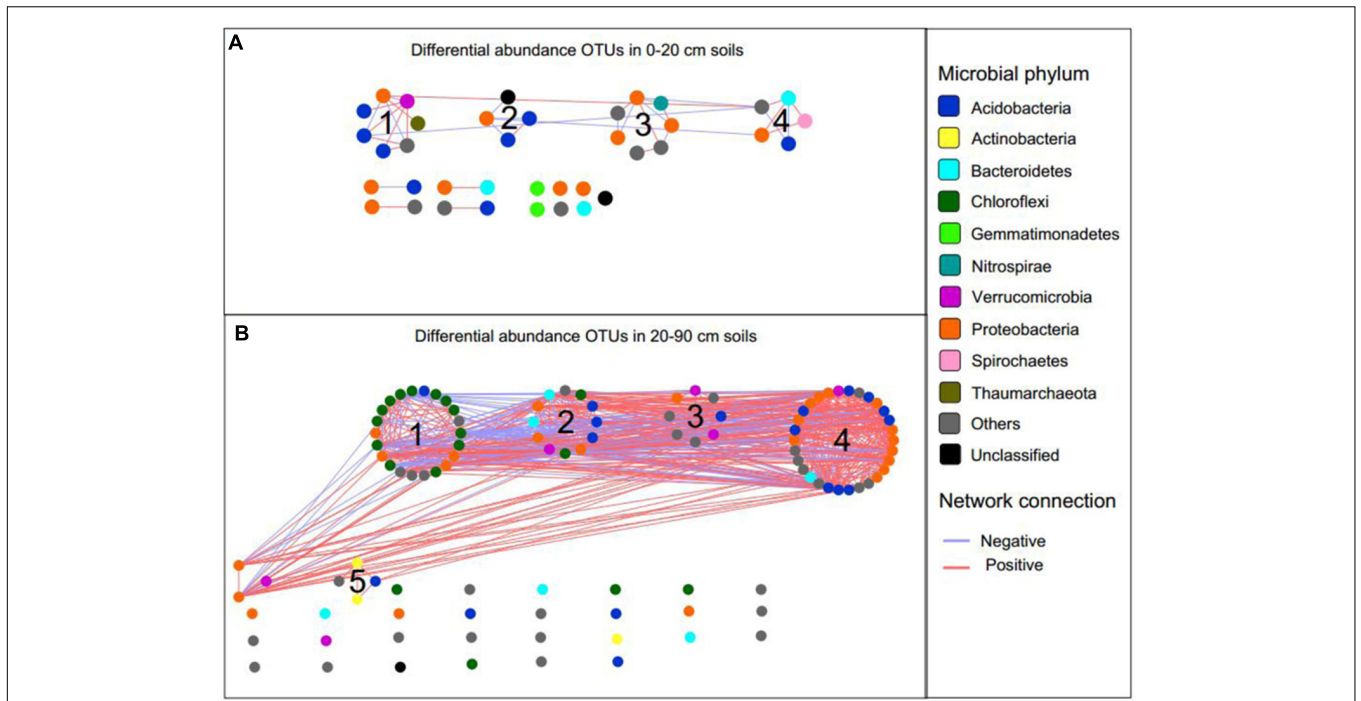 A
Differential abundance OTUs in 0-20 cm soils
1
2
3
4
B
Differential abundance OTUs in 20-90 cm soils
1
2
3
4
5
Microbial phylum
Acidobacteria
Actinobacteria
Bacteroidetes
Chloroflexi
Gemmatimonadetes
Nitrospirae
Verrucomicrobia
Proteobacteria
Spirochaetes
Thaumarchaeota
Others
Unclassified
Network connection
Negative
Positive